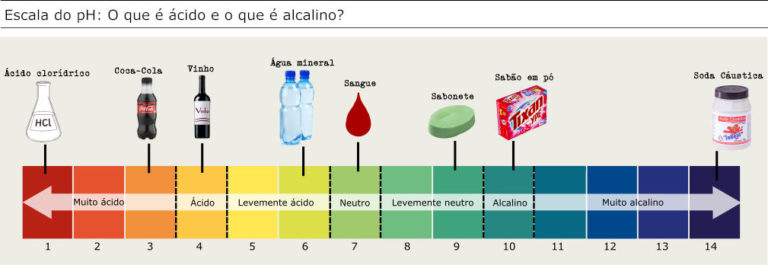 Escala do pH: O que é ácido e o que é alcalino?
Ácido clorídrico
Coca-Cola
Vinho
Água mineral
Sangue
Sabonete
Sabão em pó
Soda Cáustica
HCl
Tixan
YPÊ
Muito ácido
Ácido
Levemente ácido
Neutro
Levemente neutro
Alcalino
Muito alcalino
1 2 3 4 5 6 7 8 9 10 11 12 13 14